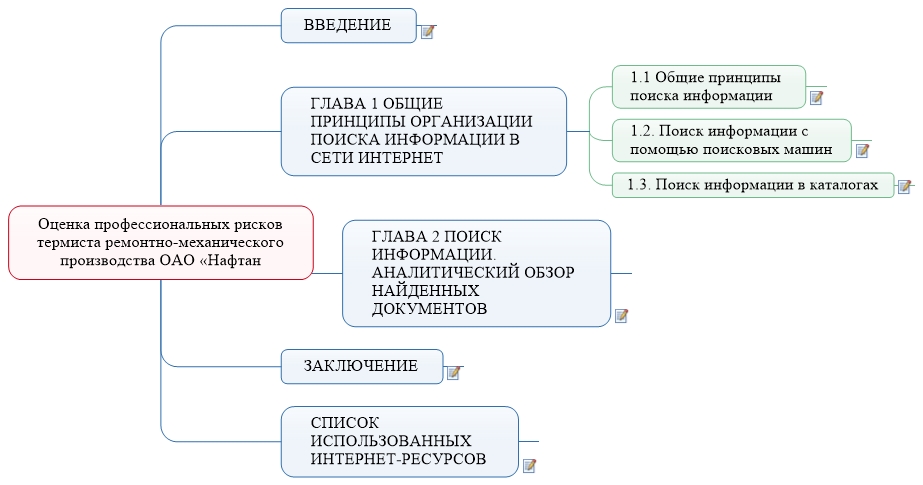 ВВЕДЕНИЕ
ГЛАВА 1 ОБЩИЕ
ПРИНЦИПЫ ОРГАНИЗАЦИИ
ПОИСКА ИНФОРМАЦИИ В
СЕТИ ИНТЕРНЕТ
1.1 Общие принципы
поиска информации
1.2. Поиск информации с
помощью поисковых машин
1.3. Поиск информации в каталогах
Оценка профессиональных рисков
термиста ремонтно-механического
производства ОАО «Нафтан
ГЛАВА 2 ПОИСК
ИНФОРМАЦИИ.
АНАЛИТИЧЕСКИЙ ОБЗОР
НАЙДЕННЫХ
ДОКУМЕНТОВ
ЗАКЛЮЧЕНИЕ
СПИСОК
ИСПОЛЬЗОВАННЫХ
ИНТЕРНЕТ-РЕСУРСОВ